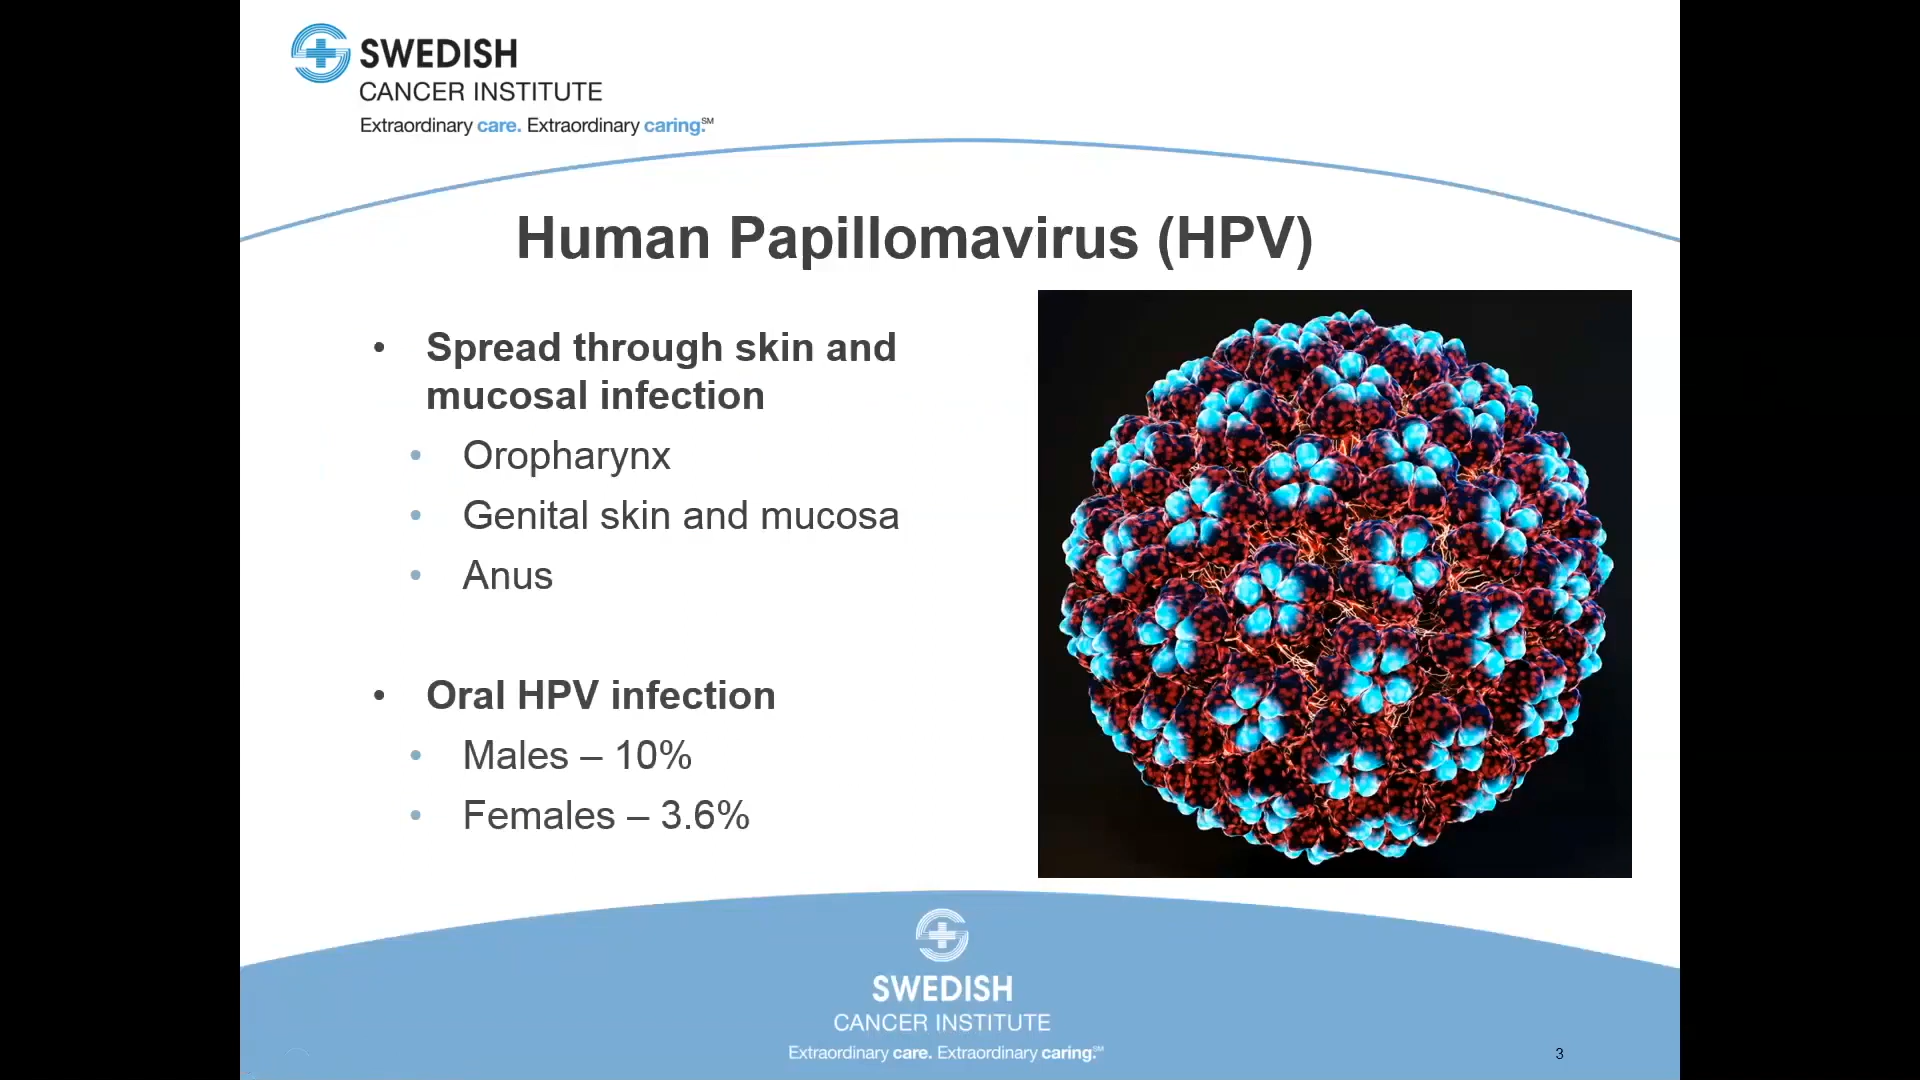 SWEDISH
CANCER INSTITUTE
Extraordinary care. Extraordinary caring.℠
Human Papillomavirus (HPV)
• Spread through skin and
mucosal infection
• Oropharynx
• Genital skin and mucosa
• Anus
• Oral HPV infection
• Males – 10%
• Females – 3.6%
SWEDISH
CANCER INSTITUTE
Extraordinary care. Extraordinary caring.℠
3